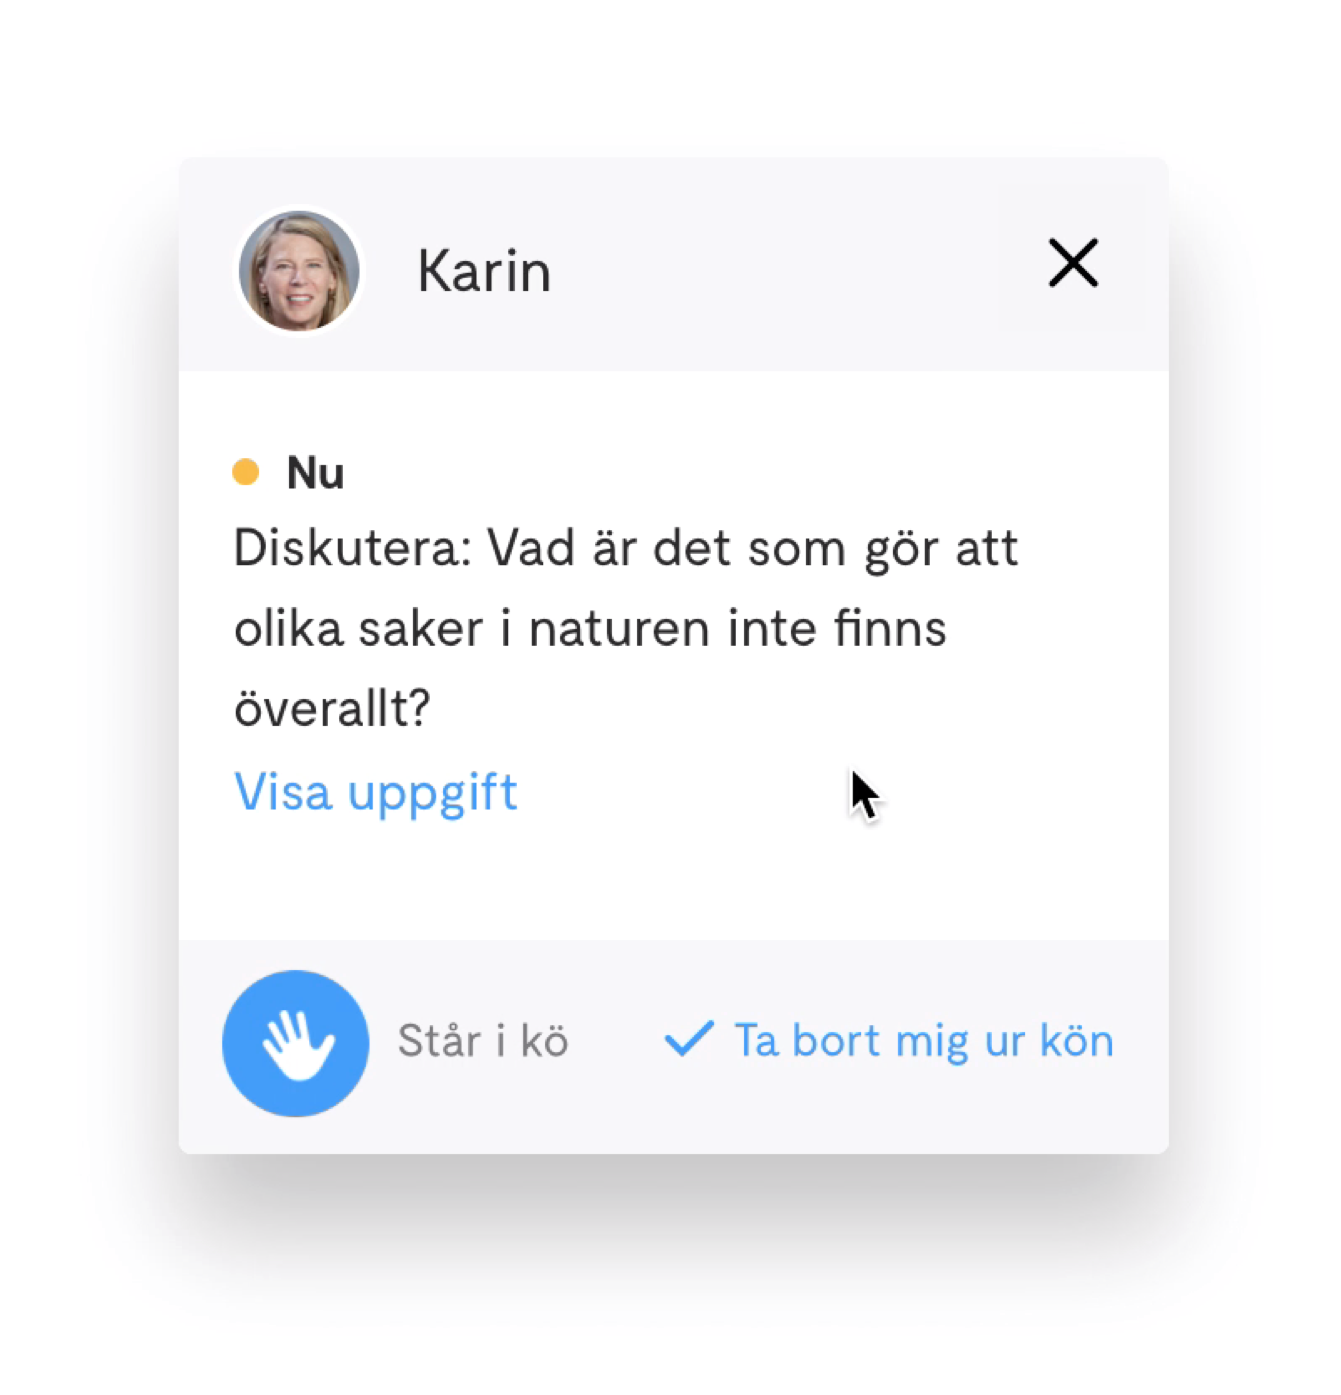 Karin
Nu
Diskutera: Vad är det som gör att
olika saker i naturen inte finns
överallt?
Visa uppgift
Står i kö
Ta bort mig ur kön